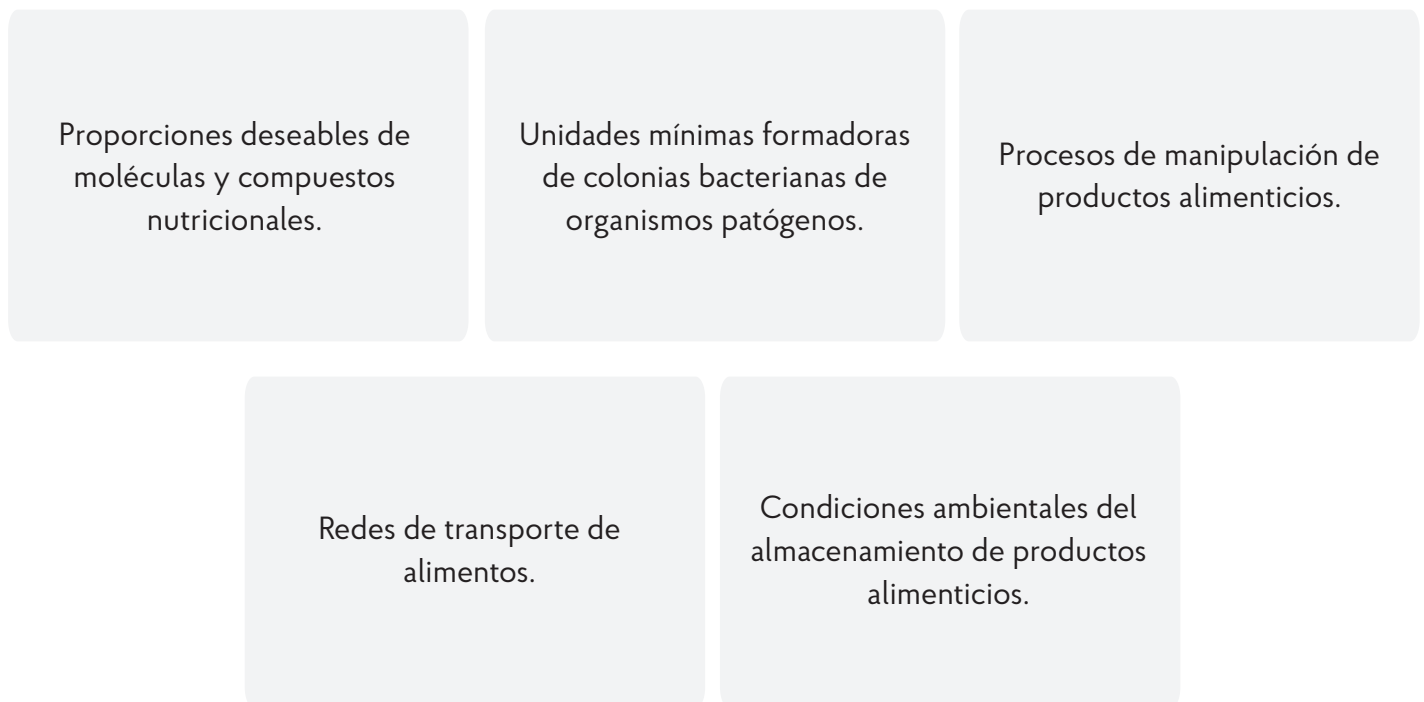 Proporciones deseables de
moléculas y compuestos
nutricionales.
Unidades mínimas formadoras
de colonias bacterianas de
organismos patógenos.
Procesos de manipulación de
productos alimenticios.
Redes de transporte de
alimentos.
Condiciones ambientales del
almacenamiento de productos
alimenticios.